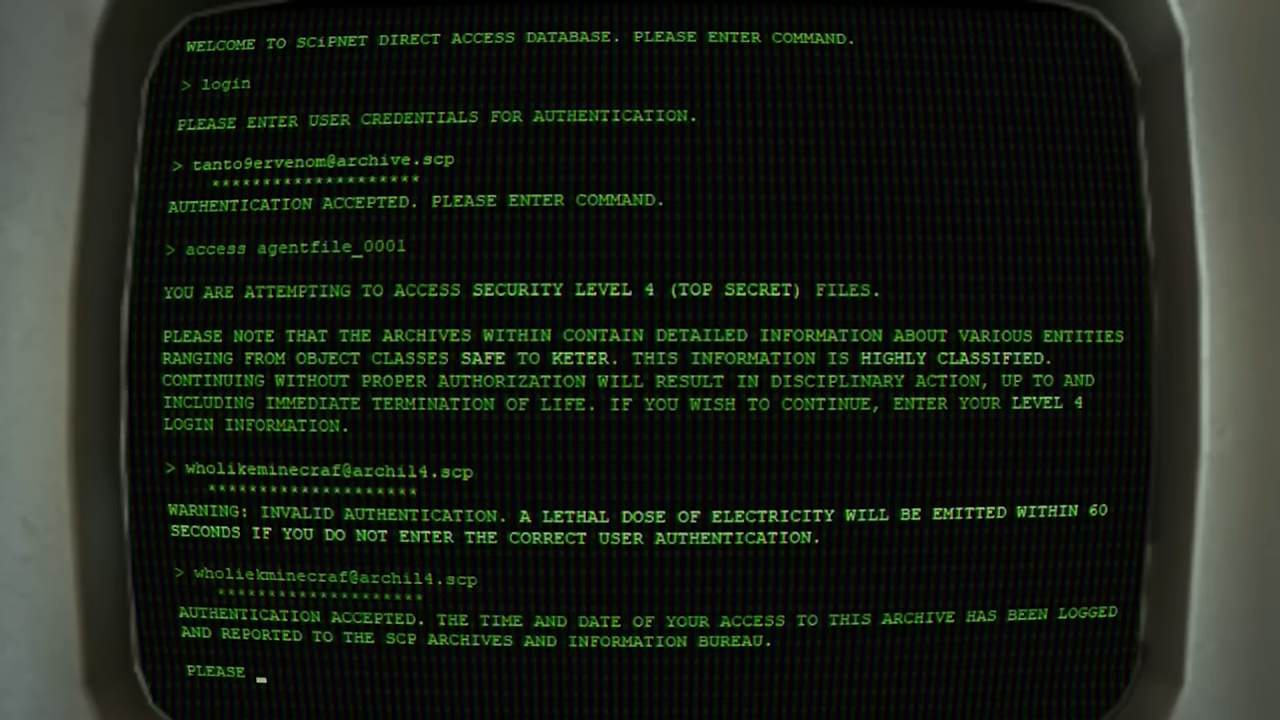 WELCOME TO SCiPNET DIRECT ACCESS DATABASE. PLEASE ENTER COMMAND.
> login
PLEASE ENTER USER CREDENTIALS FOR AUTHENTICATION.
> tanto9ervenom@archive.scp
********************
AUTHENTICATION ACCEPTED. PLEASE ENTER COMMAND.
> access agentfile_0001
YOU ARE ATTEMPTING TO ACCESS SECURITY LEVEL 4 (TOP SECRET) FILES.
PLEASE NOTE THAT THE ARCHIVES WITHIN CONTAIN DETAILED INFORMATION ABOUT VARIOUS ENTITIES
RANGING FROM OBJECT CLASSES SAFE TO KETER. THIS INFORMATION IS HIGHLY CLASSIFIED.
CONTINUING WITHOUT PROPER AUTHORIZATION WILL RESULT IN DISCIPLINARY ACTION, UP TO AND
INCLUDING IMMEDIATE TERMINATION OF LIFE. IF YOU WISH TO CONTINUE, ENTER YOUR LEVEL 4
LOGIN INFORMATION.
> wholikeminecraf@archil4.scp
********************
WARNING: INVALID AUTHENTICATION. A LETHAL DOSE OF ELECTRICITY WILL BE EMITTED WITHIN 60
SECONDS IF YOU DO NOT ENTER THE CORRECT USER AUTHENTICATION.
> wholiekminecraf@archil4.scp
********************
AUTHENTICATION ACCEPTED. THE TIME AND DATE OF YOUR ACCESS TO THIS ARCHIVE HAS BEEN LOGGED
AND REPORTED TO THE SCP ARCHIVES AND INFORMATION BUREAU.
PLEASE _